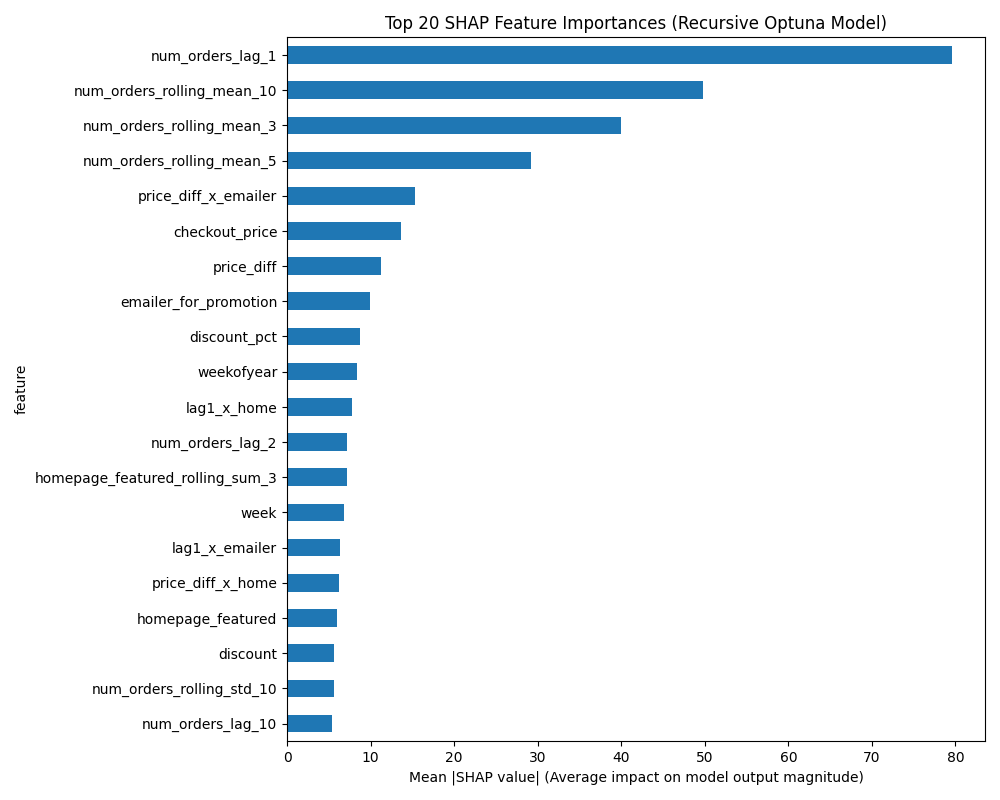 Top 20 SHAP Feature Importances (Recursive Optuna Model)
feature
num_orders_lag_1
num_orders_rolling_mean_10
num_orders_rolling_mean_3
num_orders_rolling_mean_5
price_diff_x_emailer
checkout_price
price_diff
emailer_for_promotion
discount_pct
weekofyear
lag1_x_home
num_orders_lag_2
homepage_featured_rolling_sum_3
week
lag1_x_emailer
price_diff_x_home
homepage_featured
discount
num_orders_rolling_std_10
num_orders_lag_10
0 10 20 30 40 50 60 70 80
Mean |SHAP value| (Average impact on model output magnitude)